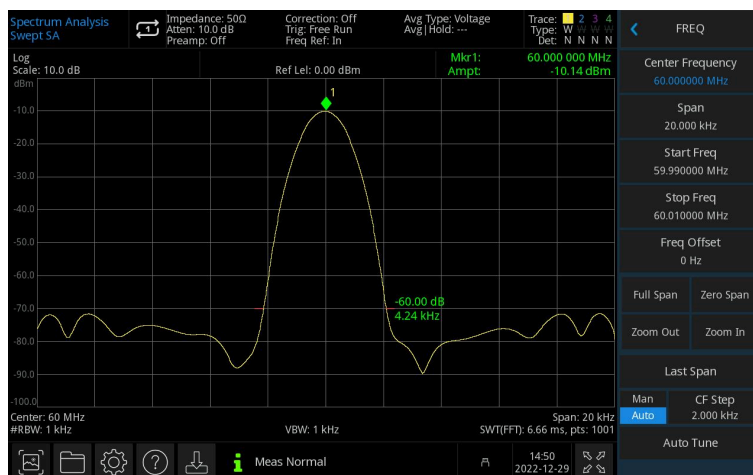 Spectrum Analysis
Swept SA
1
Impedance: 50Ω
Atten: 10.0 dB
Preamp: Off
Correction: Off
Trig: Free Run
Freq Ref: In
Avg Type: Voltage
Avg|Hold: ---
Trace: 1 2 3 4
Type: W W W W
Det: N N N N
Log
Scale: 10.0 dB
Ref Lel: 0.00 dBm
Mkr1: 60.000 000 MHz
Ampt: -10.14 dBm
dBm
1
-10.0
-20.0
-30.0
-40.0
-50.0
-60.0
-70.0
-80.0
-90.0
-100.0
-60.00 dB
4.24 kHz
Center: 60 MHz
Span: 20 kHz
#RBW: 1 kHz
VBW: 1 kHz
SWT(FFT): 6.66 ms, pts: 1001
Meas Normal
14:50
2022-12-29
FREQ
Center Frequency
60.000000 MHz
Span
20.000 kHz
Start Freq
59.990000 MHz
Stop Freq
60.010000 MHz
Freq Offset
0 Hz
Full Span
Zero Span
Zoom Out
Zoom In
Last Span
Man
Auto
CF Step
2.000 kHz
Auto Tune